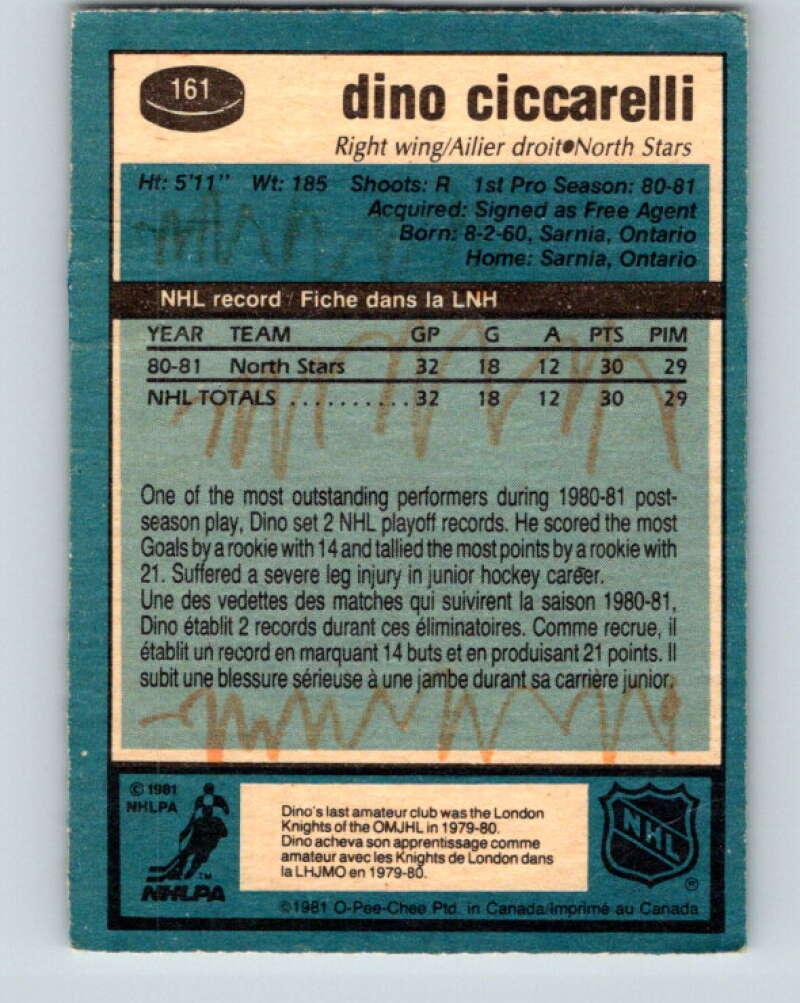 161
dino ciccarelli
Right wing/Ailier droit●North Stars
Ht: 5'11" Wt: 185 Shoots: R 1st Pro Season: 80-81
Acquired: Signed as Free Agent
Born: 8-2-60, Sarnia, Ontario
Home: Sarnia, Ontario
NHL record / Fiche dans la LNH
YEAR TEAM GP G A PTS PIM
80-81 North Stars 32 18 12 30 29
NHL TOTALS ..........32 18 12 30 29
One of the most outstanding performers during 1980-81 post-
season play, Dino set 2 NHL playoff records. He scored the most
Goals by a rookie with 14 and tallied the most points by a rookie with
21. Suffered a severe leg injury in junior hockey career.
Une des vedettes des matches qui suivirent la saison 1980-81,
Dino établit 2 records durant ces éliminatoires. Comme recrue, il
établit un record en marquant 14 buts et en produisant 21 points. Il
subit une blessure sérieuse à une jambe durant sa carrière junior.
© 1981
NHLPA
TM
NHLPA
Dino's last amateur club was the London
Knights of the OMJHL in 1979-80.
Dino acheva son apprentissage comme
amateur avec les Knights de London dans
la LHJMO en 1979-80.
NHL
®
©1981 O-Pee-Chee Ptd. in Canada/Imprimé au Canada